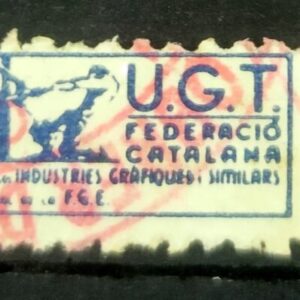 U.G.T.
FEDERACIÓ
CATALANA
INDUSTRIES GRÀFIQUES i SIMILARS
F.G.E.